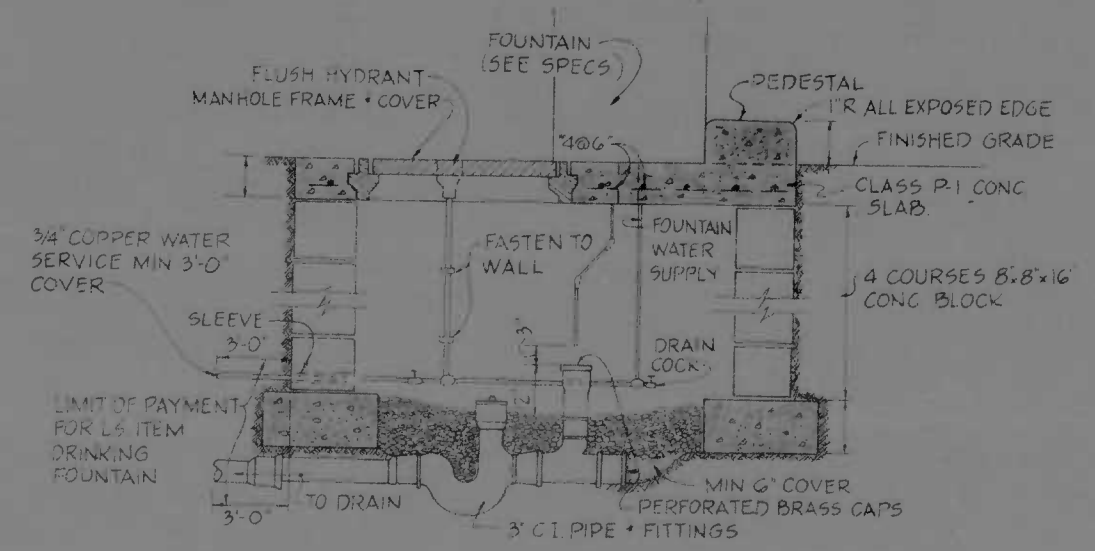 FOUNTAIN
(SEE SPECS)
FLUSH HYDRANT
MANHOLE FRAME & COVER
PEDESTAL
1"R ALL EXPOSED EDGE
FINISHED GRADE
#4@6"
CLASS P-1 CONC
SLAB.
3/4" COPPER WATER
SERVICE MIN 3'-0"
COVER
FASTEN TO
WALL
FOUNTAIN
WATER
SUPPLY
4 COURSES 8"x8"x16"
CONC BLOCK
SLEEVE
3'-0"
DRAIN
COCK
LIMIT OF PAYMENT
FOR L.S. ITEM
DRINKING
FOUNTAIN
TO DRAIN
3'-0"
MIN 6" COVER
PERFORATED BRASS CAPS
3" C.I. PIPE & FITTINGS